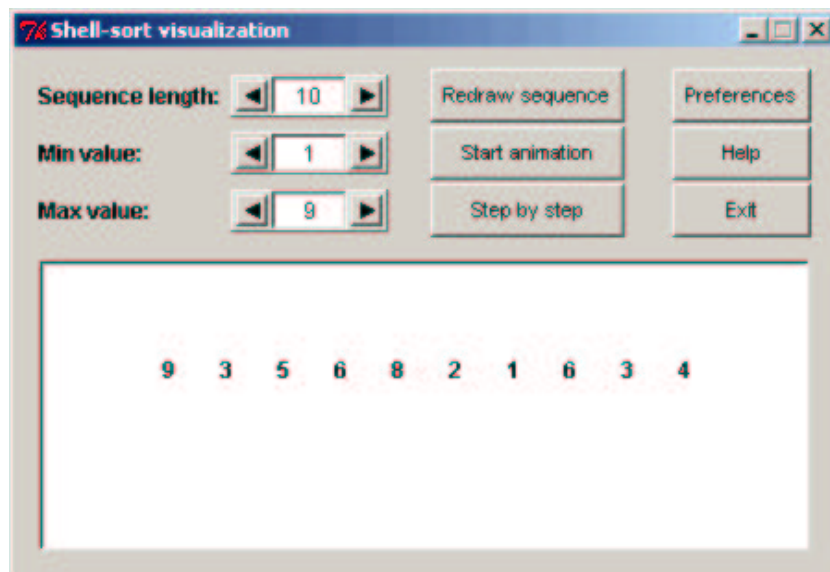 Shell-sort visualization
Sequence length: 10 Redraw sequence Preferences
Min value: 1 Start animation Help
Max value: 9 Step by step Exit
9 3 5 6 8 2 1 6 3 4